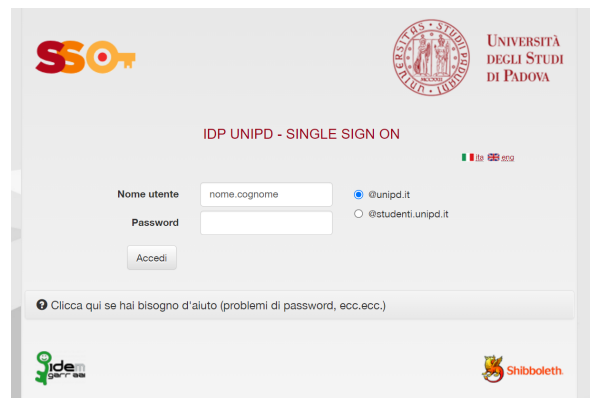 SSO
UNIVERSITÀ
DEGLI STUDI
DI PADOVA
IDP UNIPD - SINGLE SIGN ON
ita eng
Nome utente nome.cognome @unipd.it
Password @studenti.unipd.it
Accedi
Clicca qui se hai bisogno d'aiuto (problemi di password, ecc.ecc.)
idem
garr aai
Shibboleth.